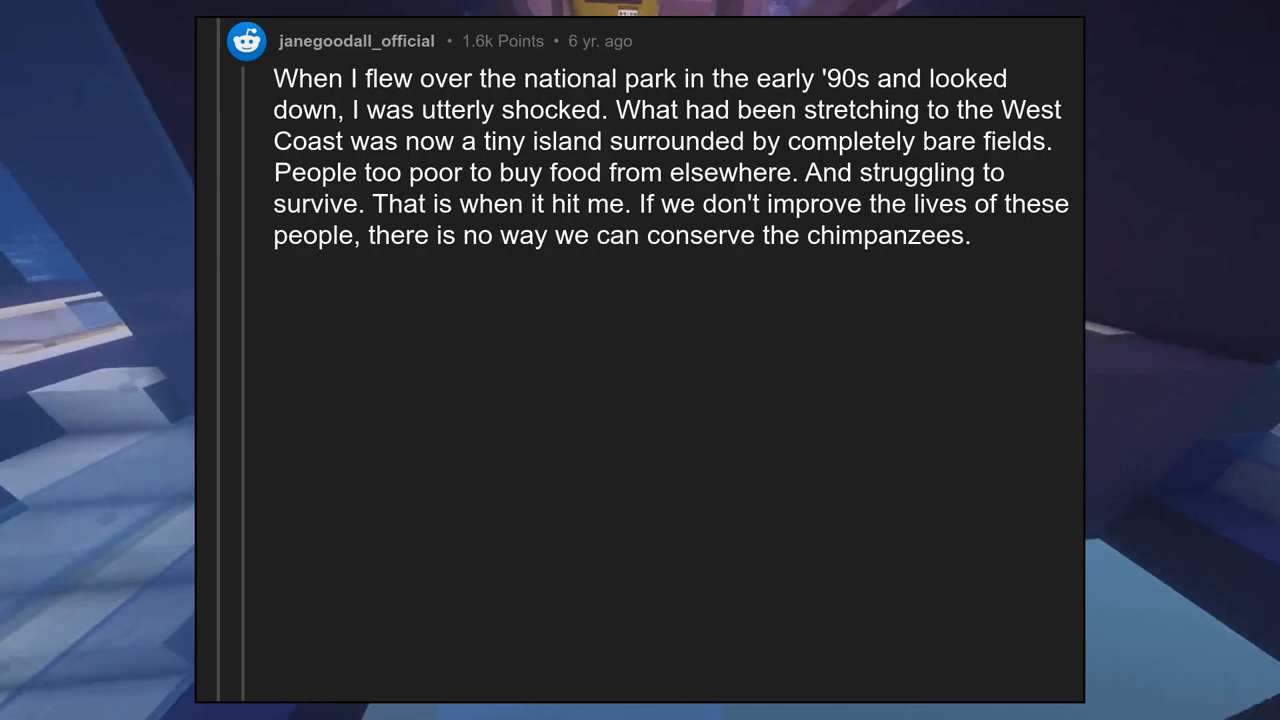 janegoodall_official • 1.6k Points • 6 yr. ago
When I flew over the national park in the early '90s and looked
down, I was utterly shocked. What had been stretching to the West
Coast was now a tiny island surrounded by completely bare fields.
People too poor to buy food from elsewhere. And struggling to
survive. That is when it hit me. If we don't improve the lives of these
people, there is no way we can conserve the chimpanzees.